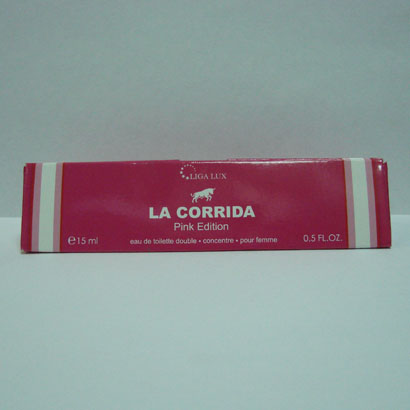 LIGA LUX
LA CORRIDA
Pink Edition
℮15 ml
eau de toilette double • concentre • pour femme
0.5 FL.OZ.